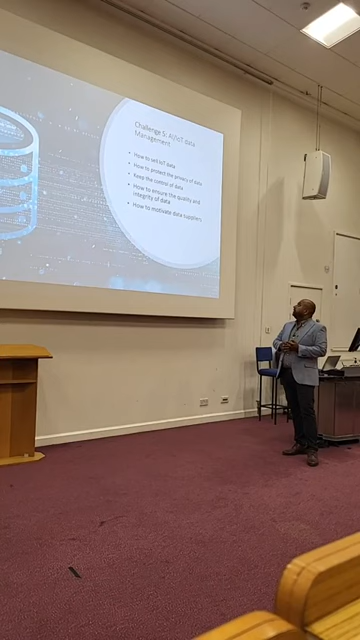 Challenge 5: AI/IoT data
Management
• How to sell IoT data
• How to protect the privacy of data
• Keep the control of data
• How to ensure the quality and
integrity of data
• How to motivate data suppliers